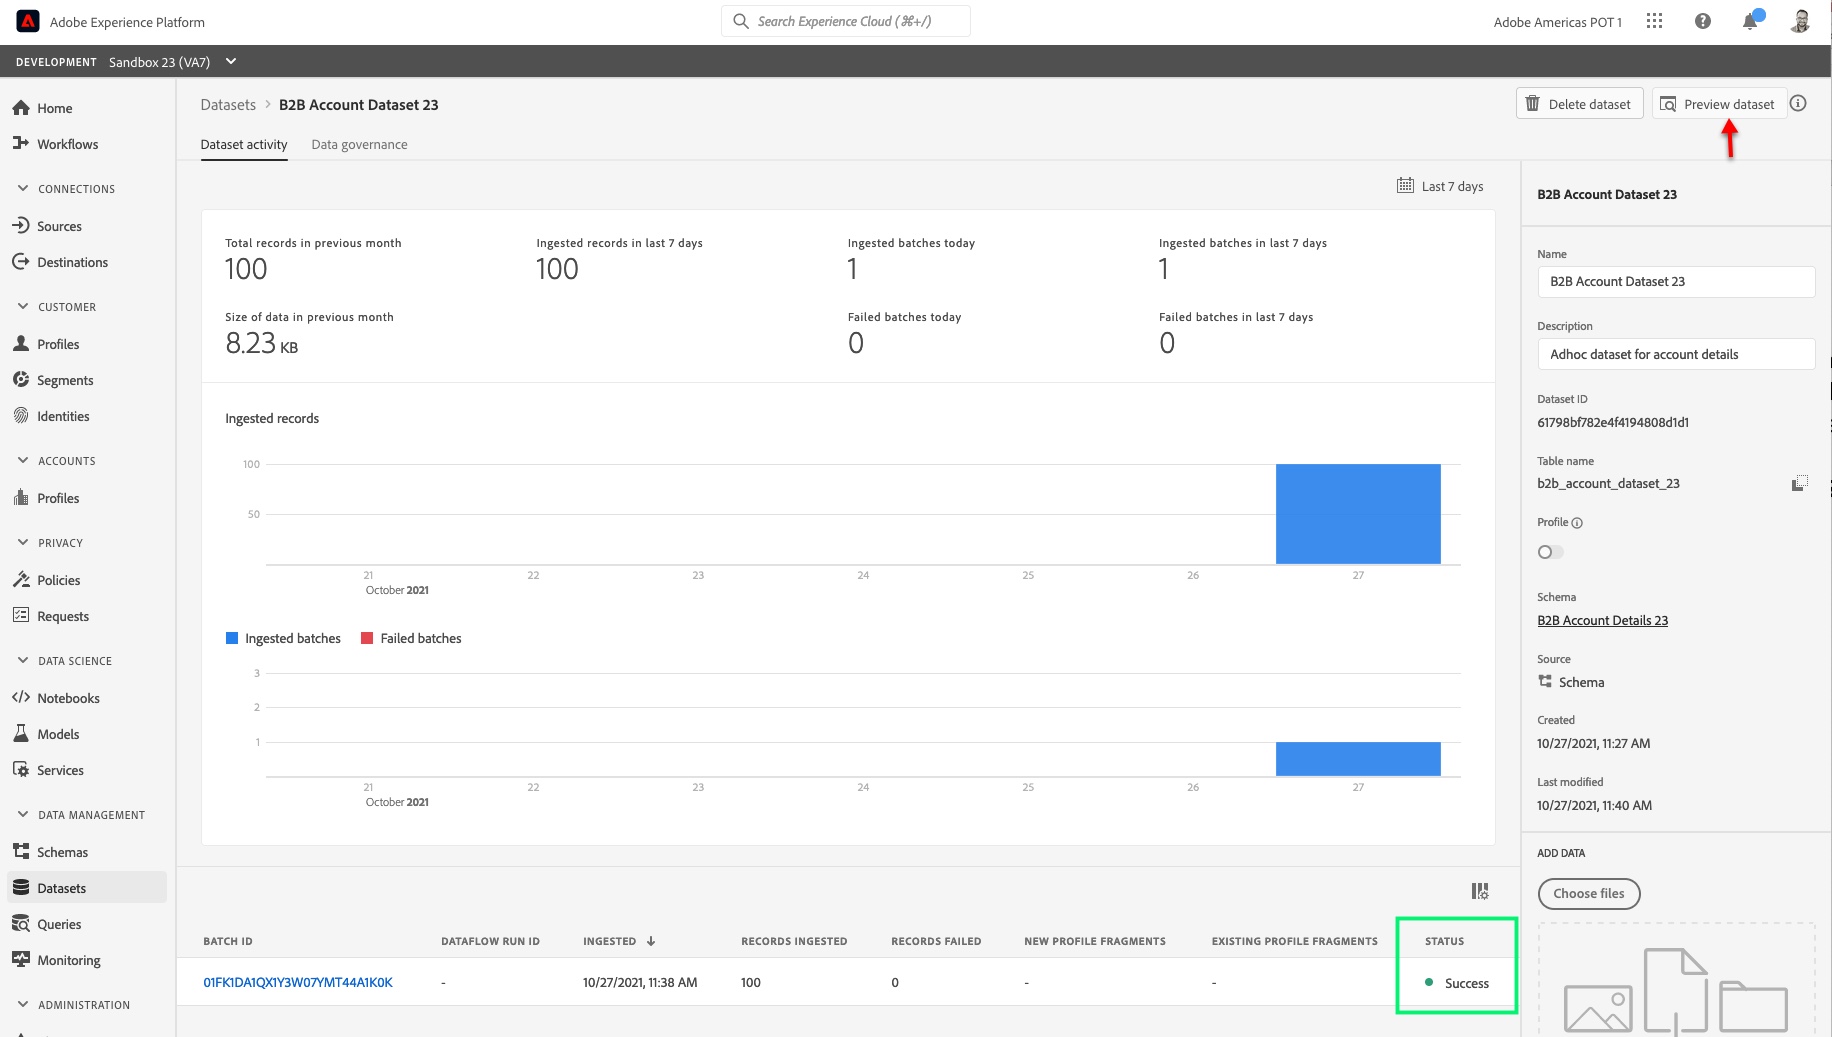 Adobe Experience Platform
Search Experience Cloud (⌘+/)
Adobe Americas POT 1
DEVELOPMENT Sandbox 23 (VA7)
Home
Workflows
CONNECTIONS
Sources
Destinations
CUSTOMER
Profiles
Segments
Identities
ACCOUNTS
Profiles
PRIVACY
Policies
Requests
DATA SCIENCE
Notebooks
Models
Services
DATA MANAGEMENT
Schemas
Datasets
Queries
Monitoring
ADMINISTRATION
Datasets > B2B Account Dataset 23
Delete dataset
Preview dataset
Dataset activity Data governance
Last 7 days
Total records in previous month
100
Ingested records in last 7 days
100
Ingested batches today
1
Ingested batches in last 7 days
1
Size of data in previous month
8.23 KB
Failed batches today
0
Failed batches in last 7 days
0
Ingested records
100
50
21 22 23 24 25 26 27
October 2021
Ingested batches Failed batches
3
2
1
21 22 23 24 25 26 27
October 2021
BATCH ID DATAFLOW RUN ID INGESTED ↓ RECORDS INGESTED RECORDS FAILED NEW PROFILE FRAGMENTS EXISTING PROFILE FRAGMENTS STATUS
01FK1DA1QX1Y3W07YMT44A1K0K - 10/27/2021, 11:38 AM 100 0 - - Success
B2B Account Dataset 23
Name
B2B Account Dataset 23
Description
Adhoc dataset for account details
Dataset ID
61798bf782e4f4194808d1d1
Table name
b2b_account_dataset_23
Profile
Schema
B2B Account Details 23
Source
Schema
Created
10/27/2021, 11:27 AM
Last modified
10/27/2021, 11:40 AM
ADD DATA
Choose files